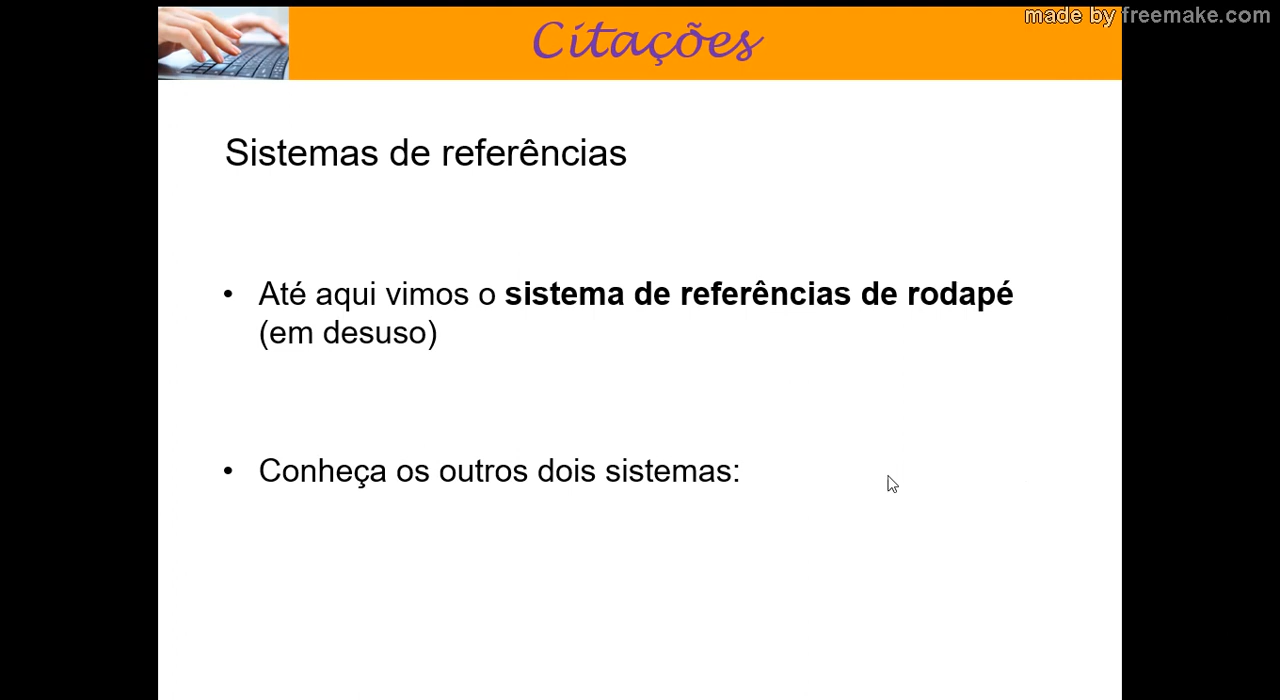 made by freemake.com
Citações
Sistemas de referências
• Até aqui vimos o sistema de referências de rodapé
(em desuso)
• Conheça os outros dois sistemas: